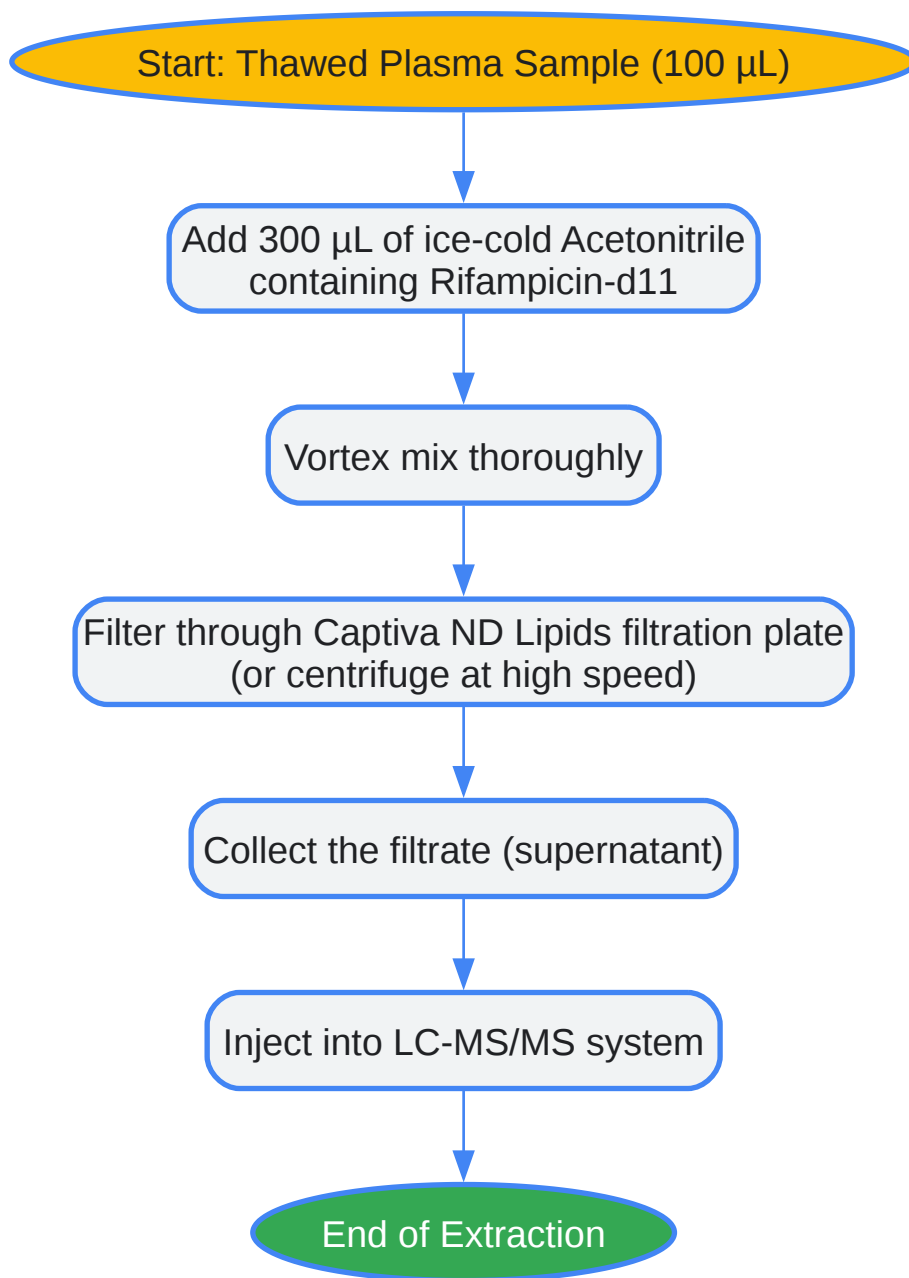 Start: Thawed Plasma Sample (100 µL)
Add 300 µL of ice-cold Acetonitrile
containing Rifampicin-d11
Vortex mix thoroughly
Filter through Captiva ND Lipids filtration plate
(or centrifuge at high speed)
Collect the filtrate (supernatant)
Inject into LC-MS/MS system
End of Extraction